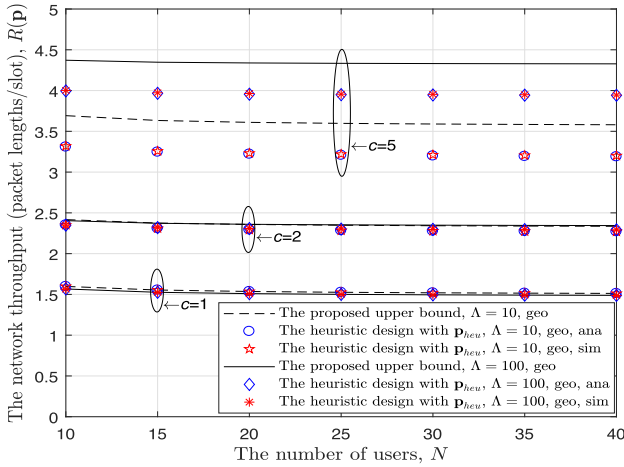 The network throughput (packet lengths/slot), R(p)
5
4.5
4
3.5
3
2.5
2
1.5
1
0.5
0
←c=5
←c=2
←c=1
The proposed upper bound, Λ = 10, geo
The heuristic design with p_heu, Λ = 10, geo, ana
The heuristic design with p_heu, Λ = 10, geo, sim
The proposed upper bound, Λ = 100, geo
The heuristic design with p_heu, Λ = 100, geo, ana
The heuristic design with p_heu, Λ = 100, geo, sim
10 15 20 25 30 35 40
The number of users, N